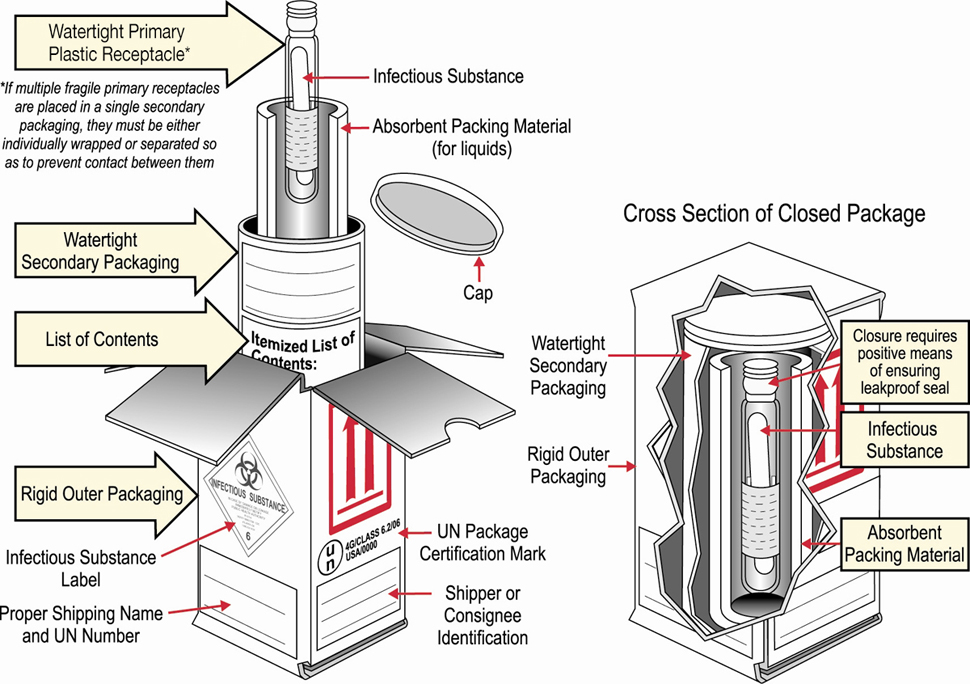 Watertight Primary
Plastic Receptacle*
*If multiple fragile primary receptacles
are placed in a single secondary
packaging, they must be either
individually wrapped or separated so
as to prevent contact between them
Infectious Substance
Absorbent Packing Material
(for liquids)
Watertight
Secondary Packaging
Cap
List of Contents
Itemized List of
Contents:
Rigid Outer Packaging
INFECTIOUS SUBSTANCE
6
Infectious Substance
Label
Proper Shipping Name
and UN Number
u
n
4G/CLASS 6.2/06
USA/0000
UN Package
Certification Mark
Shipper or
Consignee
Identification
Cross Section of Closed Package
Watertight
Secondary
Packaging
Rigid Outer
Packaging
Closure requires
positive means
of ensuring
leakproof seal
Infectious
Substance
Absorbent
Packing Material